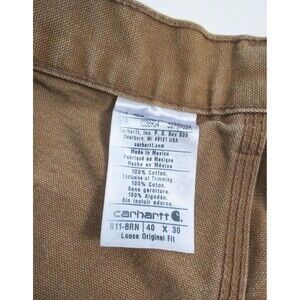 Carhartt, Inc. P.O. Box 600
Dearborn, MI 48121 USA
carhartt.com
Made in Mexico
Fabriqué au Mexique
Hecho en México
100% Cotton.
Exclusive of Trimming
100% Coton.
Sans garniture.
100% Algodón.
Sin incluir adornos
carhartt
B11-BRN | 40 X 30
Loose Original Fit